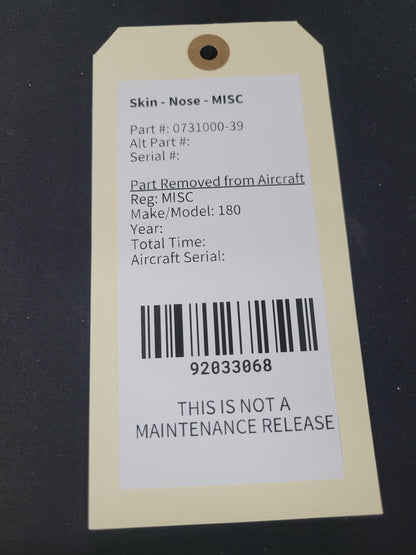 Skin - Nose - MISC
Part #: 0731000-39
Alt Part #:
Serial #:
Part Removed from Aircraft
Reg: MISC
Make/Model: 180
Year:
Total Time:
Aircraft Serial:
92033068
THIS IS NOT A
MAINTENANCE RELEASE